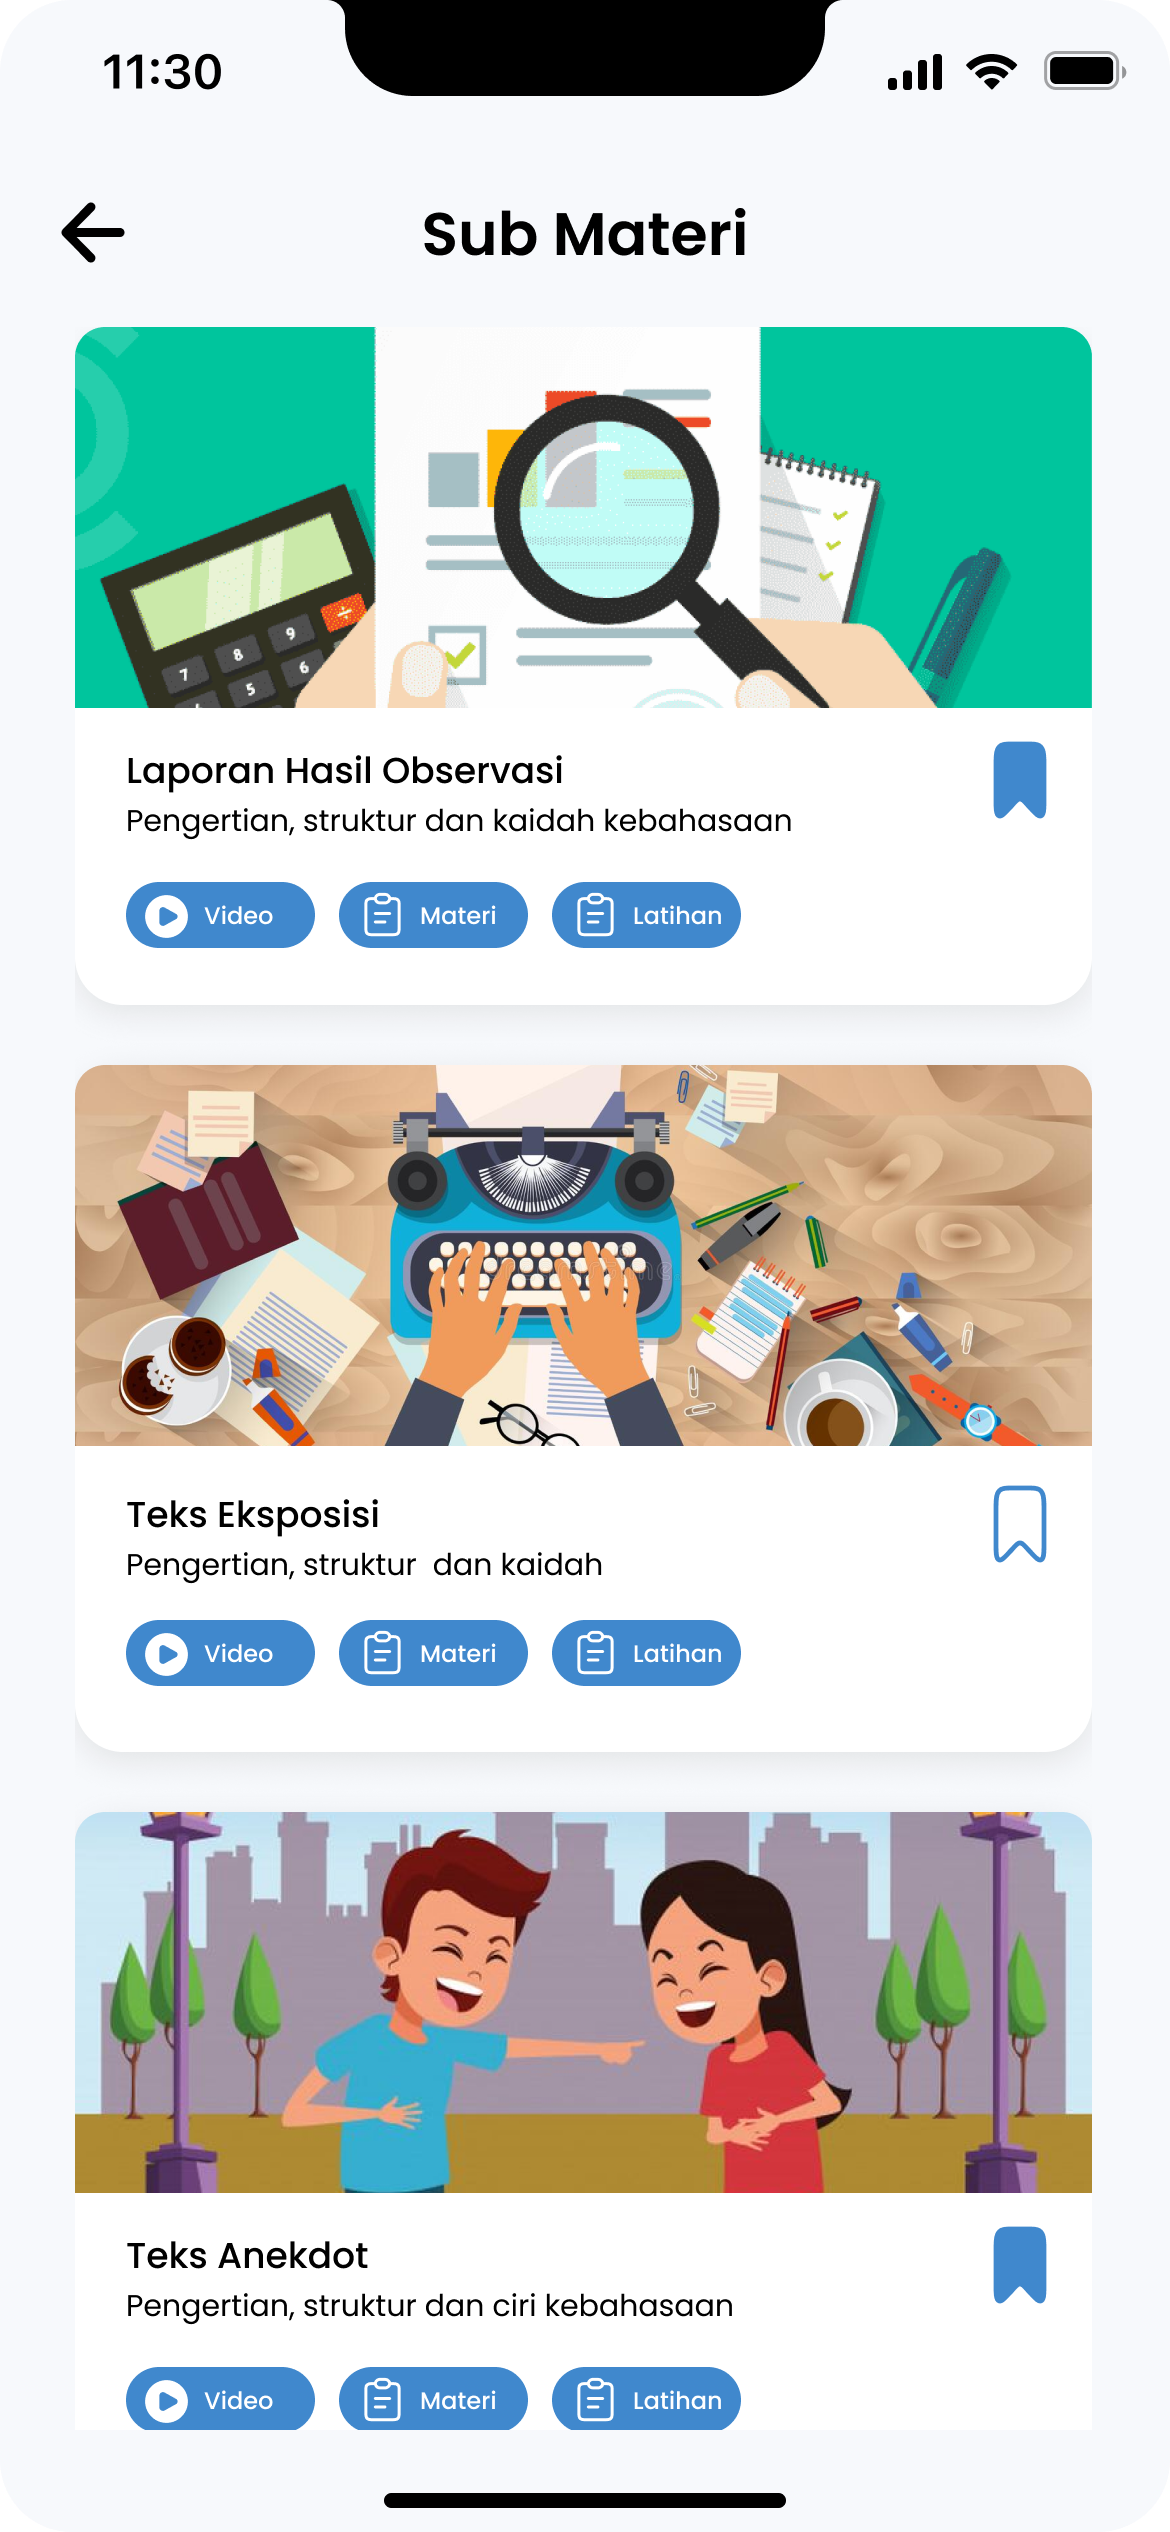 11:30
Sub Materi
÷
9
8
7
6
5
Laporan Hasil Observasi
Pengertian, struktur dan kaidah kebahasaan
Video
Materi
Latihan
Teks Eksposisi
Pengertian, struktur  dan kaidah
Video
Materi
Latihan
Teks Anekdot
Pengertian, struktur dan ciri kebahasaan
Video
Materi
Latihan